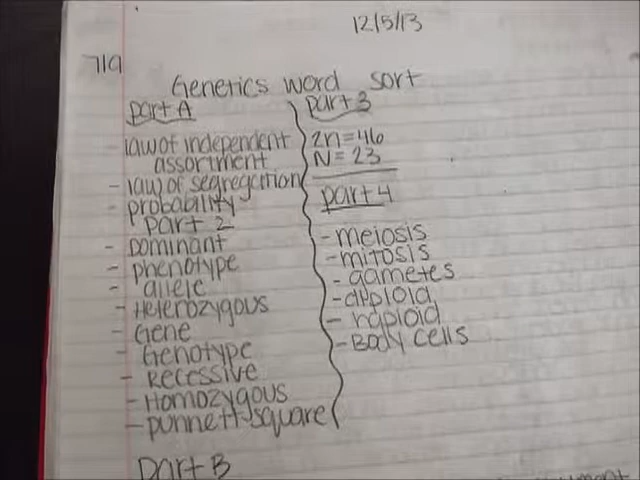 12/5/13
719
Genetics word sort
part A
- law of independent
assortment
- law of segregation
- probability
part 2
- Dominant
- phenotype
- allele
- Heterozygous
- Gene
- Genotype
- Recessive
- Homozygous
- punnett-square
part B
part 3
2n=46
N=23
part 4
- meiosis
- mitosis
- gametes
- diploid
- haploid
- Body cells